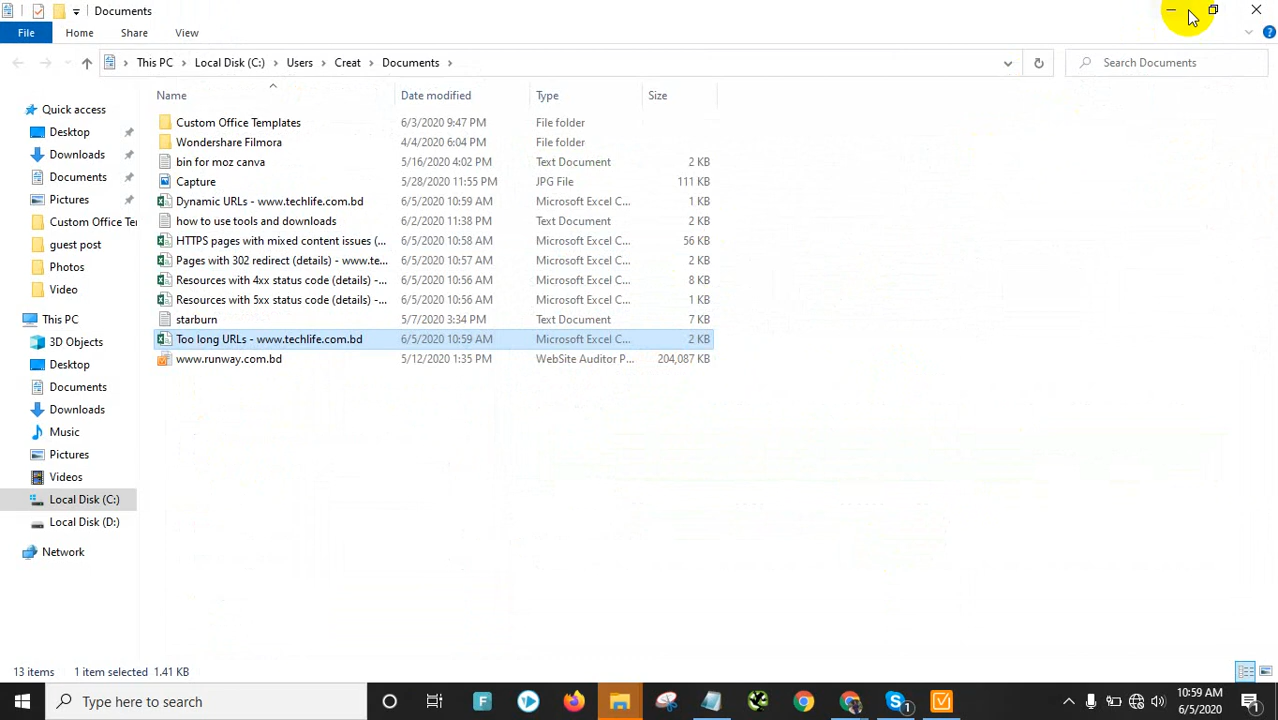 Documents
File Home Share View
This PC Local Disk (C:) Users Creat Documents Search Documents
Name Date modified Type Size
Quick access
Desktop
Downloads
Documents
Pictures
Custom Office Te
guest post
Photos
Video
This PC
3D Objects
Desktop
Documents
Downloads
Music
Pictures
Videos
Local Disk (C:)
Local Disk (D:)
Network
Custom Office Templates 6/3/2020 9:47 PM File folder
Wondershare Filmora 4/4/2020 6:04 PM File folder
bin for moz canva 5/16/2020 4:02 PM Text Document 2 KB
Capture 5/28/2020 11:55 PM JPG File 111 KB
Dynamic URLs - www.techlife.com.bd 6/5/2020 10:59 AM Microsoft Excel C... 1 KB
how to use tools and downloads 6/2/2020 11:38 PM Text Document 2 KB
HTTPS pages with mixed content issues (... 6/5/2020 10:58 AM Microsoft Excel C... 56 KB
Pages with 302 redirect (details) - www.te... 6/5/2020 10:57 AM Microsoft Excel C... 2 KB
Resources with 4xx status code (details) -... 6/5/2020 10:56 AM Microsoft Excel C... 8 KB
Resources with 5xx status code (details) -... 6/5/2020 10:56 AM Microsoft Excel C... 1 KB
starburn 5/7/2020 3:34 PM Text Document 7 KB
Too long URLs - www.techlife.com.bd 6/5/2020 10:59 AM Microsoft Excel C... 2 KB
www.runway.com.bd 5/12/2020 1:35 PM WebSite Auditor P... 204,087 KB
13 items 1 item selected 1.41 KB
Type here to search
10:59 AM
6/5/2020